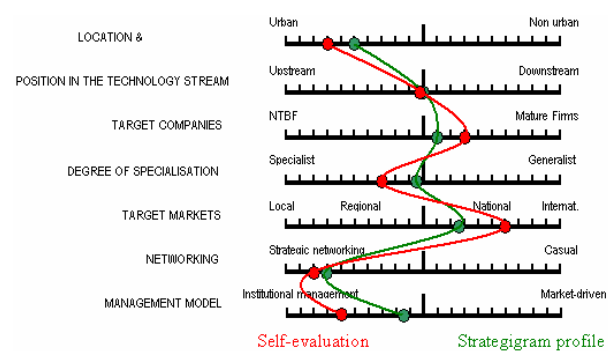 Urban Non urban
LOCATION &
Upstream Downstream
POSITION IN THE TECHNOLOGY STREAM
NTBF Mature Firms
TARGET COMPANIES
Specialist Generalist
DEGREE OF SPECIALISATION
Local Regional National Internat.
TARGET MARKETS
Strategic networking Casual
NETWORKING
Institutional management Market-driven
MANAGEMENT MODEL
Self-evaluation Strategigram profile